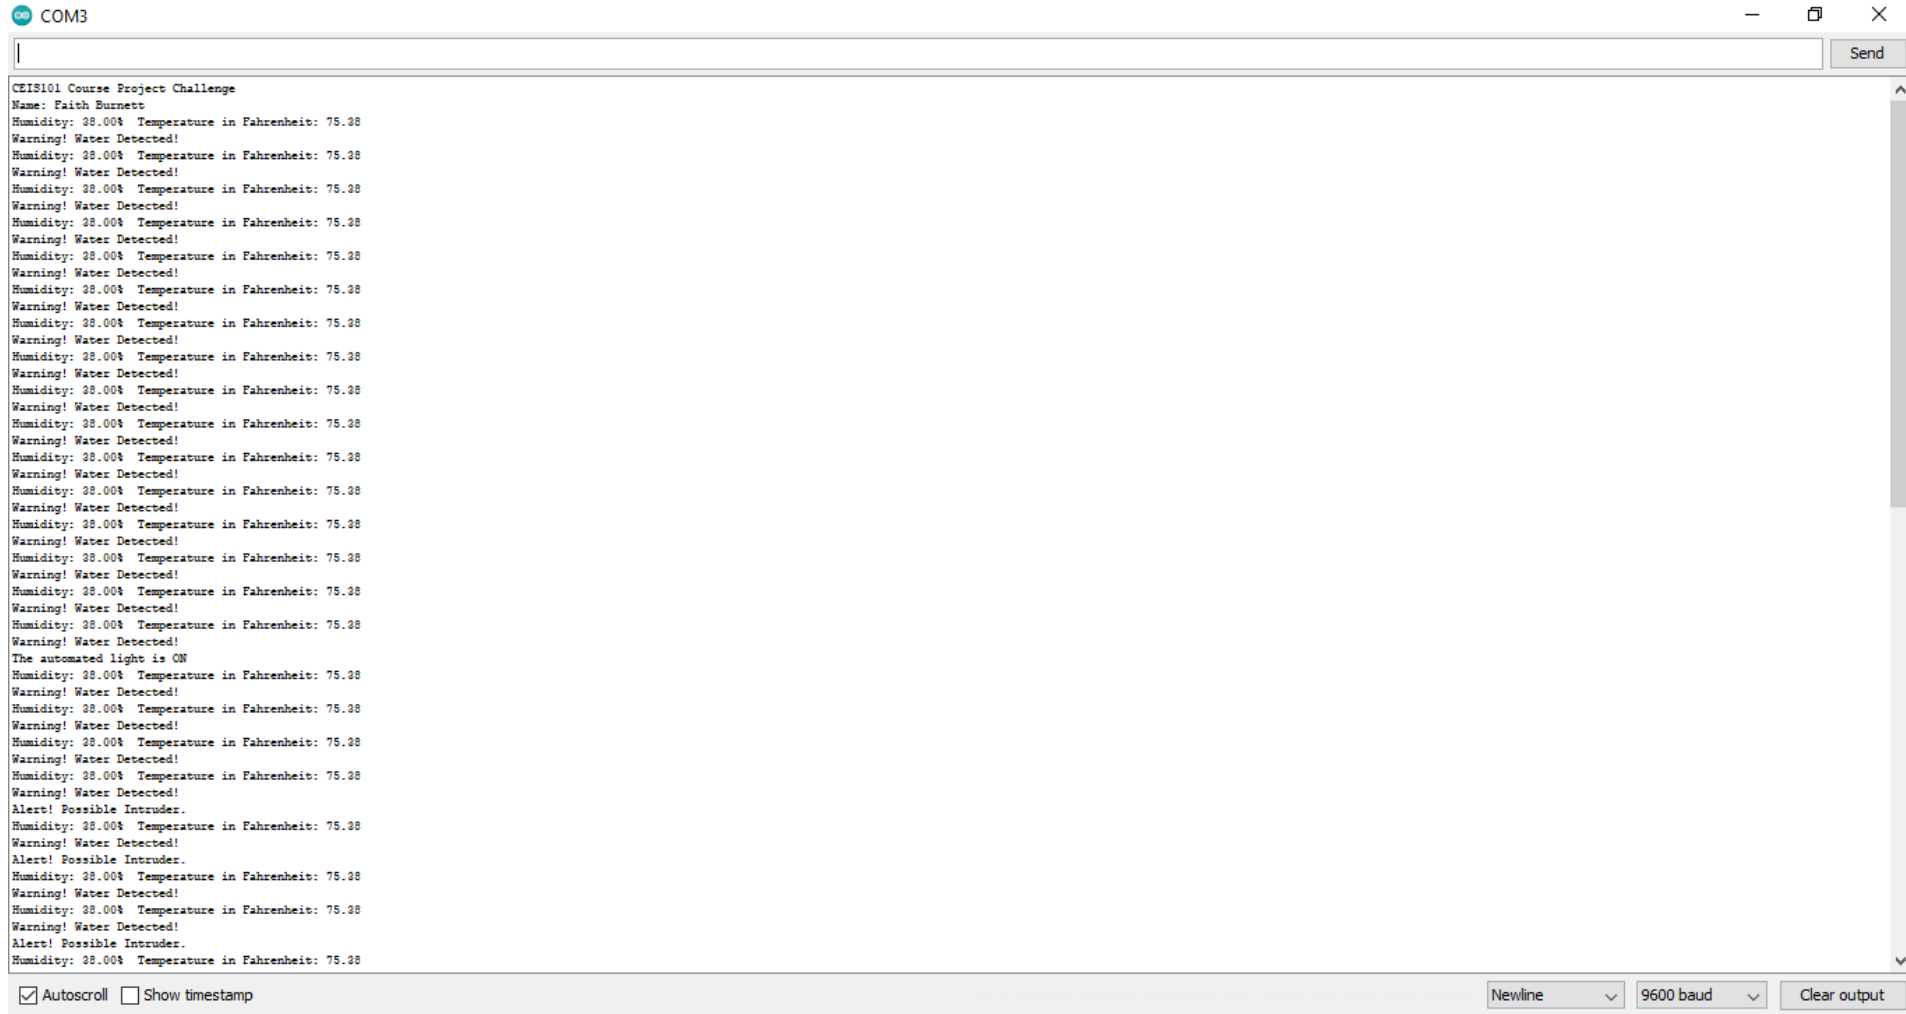 COM3
Send
CEIS101 Course Project Challenge
Name: Faith Burnett
Humidity: 38.00%  Temperature in Fahrenheit: 75.38
Warning! Water Detected!
Humidity: 38.00%  Temperature in Fahrenheit: 75.38
Warning! Water Detected!
Humidity: 38.00%  Temperature in Fahrenheit: 75.38
Warning! Water Detected!
Humidity: 38.00%  Temperature in Fahrenheit: 75.38
Warning! Water Detected!
Humidity: 38.00%  Temperature in Fahrenheit: 75.38
Warning! Water Detected!
Humidity: 38.00%  Temperature in Fahrenheit: 75.38
Warning! Water Detected!
Humidity: 38.00%  Temperature in Fahrenheit: 75.38
Warning! Water Detected!
Humidity: 38.00%  Temperature in Fahrenheit: 75.38
Warning! Water Detected!
Humidity: 38.00%  Temperature in Fahrenheit: 75.38
Warning! Water Detected!
Humidity: 38.00%  Temperature in Fahrenheit: 75.38
Warning! Water Detected!
Humidity: 38.00%  Temperature in Fahrenheit: 75.38
Warning! Water Detected!
Humidity: 38.00%  Temperature in Fahrenheit: 75.38
Warning! Water Detected!
Humidity: 38.00%  Temperature in Fahrenheit: 75.38
Warning! Water Detected!
Humidity: 38.00%  Temperature in Fahrenheit: 75.38
Warning! Water Detected!
Humidity: 38.00%  Temperature in Fahrenheit: 75.38
Warning! Water Detected!
Humidity: 38.00%  Temperature in Fahrenheit: 75.38
Warning! Water Detected!
The automated light is ON
Humidity: 38.00%  Temperature in Fahrenheit: 75.38
Warning! Water Detected!
Humidity: 38.00%  Temperature in Fahrenheit: 75.38
Warning! Water Detected!
Humidity: 38.00%  Temperature in Fahrenheit: 75.38
Warning! Water Detected!
Humidity: 38.00%  Temperature in Fahrenheit: 75.38
Warning! Water Detected!
Alert! Possible Intruder.
Humidity: 38.00%  Temperature in Fahrenheit: 75.38
Warning! Water Detected!
Alert! Possible Intruder.
Humidity: 38.00%  Temperature in Fahrenheit: 75.38
Warning! Water Detected!
Humidity: 38.00%  Temperature in Fahrenheit: 75.38
Warning! Water Detected!
Alert! Possible Intruder.
Humidity: 38.00%  Temperature in Fahrenheit: 75.38
Autoscroll Show timestamp Newline 9600 baud Clear output